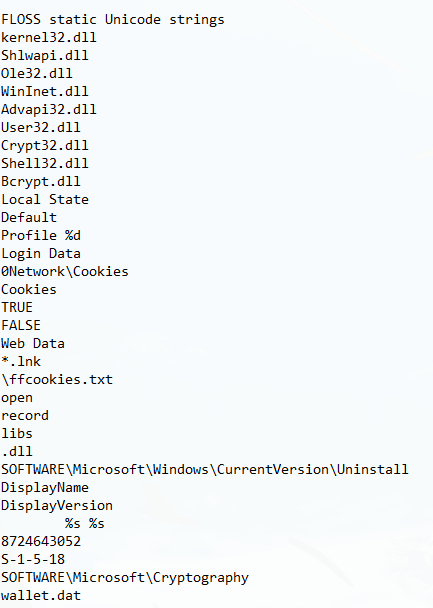 FLOSS static Unicode strings
kernel32.dll
Shlwapi.dll
Ole32.dll
WinInet.dll
Advapi32.dll
User32.dll
Crypt32.dll
Shell32.dll
Bcrypt.dll
Local State
Default
Profile %d
Login Data
0Network\Cookies
Cookies
TRUE
FALSE
Web Data
*.lnk
\ffcookies.txt
open
record
libs
.dll
SOFTWARE\Microsoft\Windows\CurrentVersion\Uninstall
DisplayName
DisplayVersion
%s %s
8724643052
S-1-5-18
SOFTWARE\Microsoft\Cryptography
wallet.dat